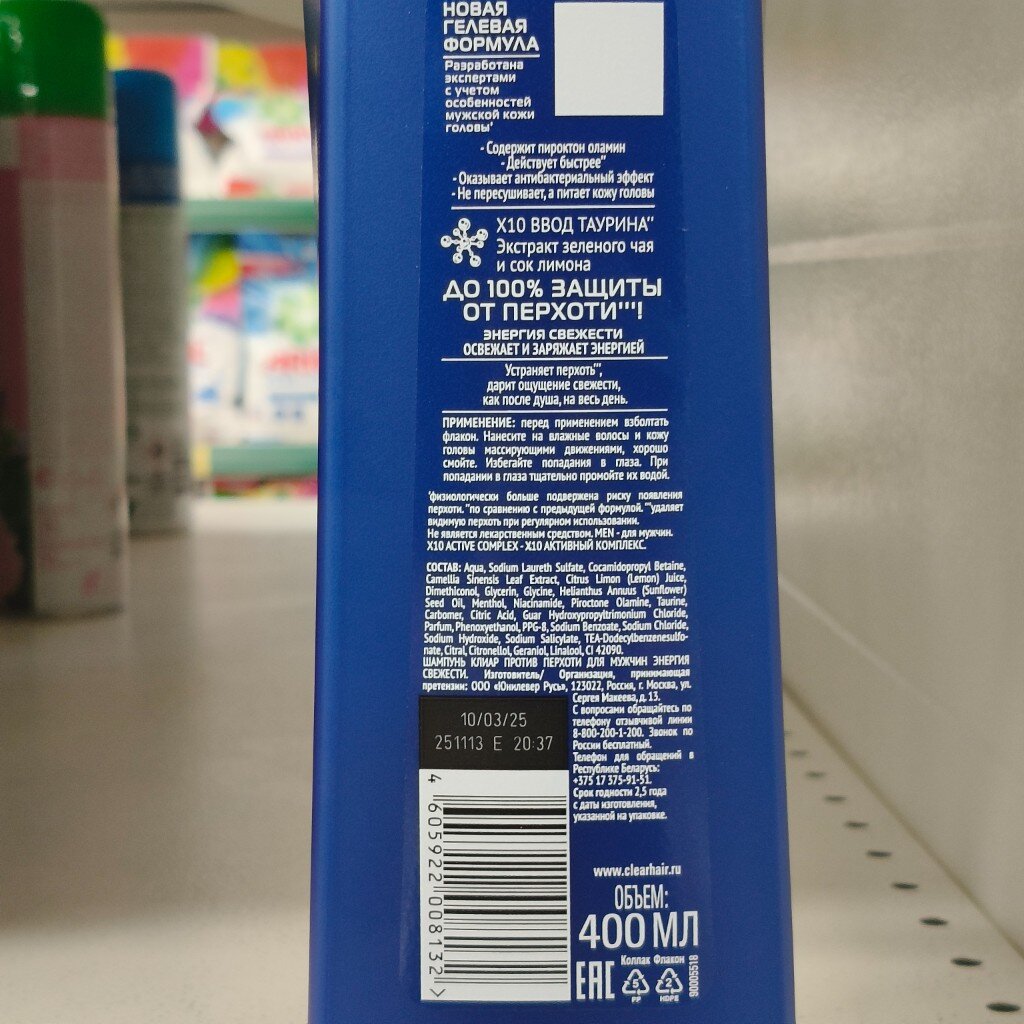 НОВАЯ
ГЕЛЕВАЯ
ФОРМУЛА
Разработана
экспертами
с учетом
особенностей
мужской кожи
головы'
- Содержит пироктон оламин
- Действует быстрее''
- Оказывает антибактериальный эффект
- Не пересушивает, а питает кожу головы
X10 ВВОД ТАУРИНА''
Экстракт зеленого чая
и сок лимона
ДО 100% ЗАЩИТЫ
ОТ ПЕРХОТИ'''!
ЭНЕРГИЯ СВЕЖЕСТИ
ОСВЕЖАЕТ И ЗАРЯЖАЕТ ЭНЕРГИЕЙ
Устраняет перхоть''',
дарит ощущение свежести,
как после душа, на весь день.
ПРИМЕНЕНИЕ: перед применением взболтать
флакон. Нанесите на влажные волосы и кожу
головы массирующими движениями, хорошо
смойте. Избегайте попадания в глаза. При
попадании в глаза тщательно промойте их водой.
'физиологически больше подвержена риску появления
перхоти. ''по сравнению с предыдущей формулой. '''удаляет
видимую перхоть при регулярном использовании.
Не является лекарственным средством. MEN - для мужчин.
X10 ACTIVE COMPLEX - X10 АКТИВНЫЙ КОМПЛЕКС.
СОСТАВ: Aqua, Sodium Laureth Sulfate, Cocamidopropyl Betaine,
Camellia Sinensis Leaf Extract, Citrus Limon (Lemon) Juice,
Dimethiconol, Glycerin, Glycine, Helianthus Annuus (Sunflower)
Seed Oil, Menthol, Niacinamide, Piroctone Olamine, Taurine,
Carbomer, Citric Acid, Guar Hydroxypropyltrimonium Chloride,
Parfum, Phenoxyethanol, PPG-8, Sodium Benzoate, Sodium Chloride,
Sodium Hydroxide, Sodium Salicylate, TEA-Dodecylbenzenesulfo-
nate, Citral, Citronellol, Geraniol, Linalool, CI 42090.
ШАМПУНЬ КЛИАР ПРОТИВ ПЕРХОТИ ДЛЯ МУЖЧИН ЭНЕРГИЯ
СВЕЖЕСТИ. Изготовитель/ Организация, принимающая
претензии: ООО «Юнилевер Русь», 123022, Россия, г. Москва, ул.
Сергея Макеева, д. 13.
С вопросами обращайтесь по
телефону отзывчивой линии
8-800-200-1-200. Звонок по
России бесплатный.
Телефон для обращений в
Республике Беларусь:
+375 17 375-91-51.
Срок годности 2,5 года
с даты изготовления,
указанной на упаковке.
10/03/25
251113 E 20:37
4 605922 008132 >
www.clearhair.ru
ОБЪЕМ:
400 МЛ
EAC
Колпак Флакон
5 2
PP HDPE
90005518